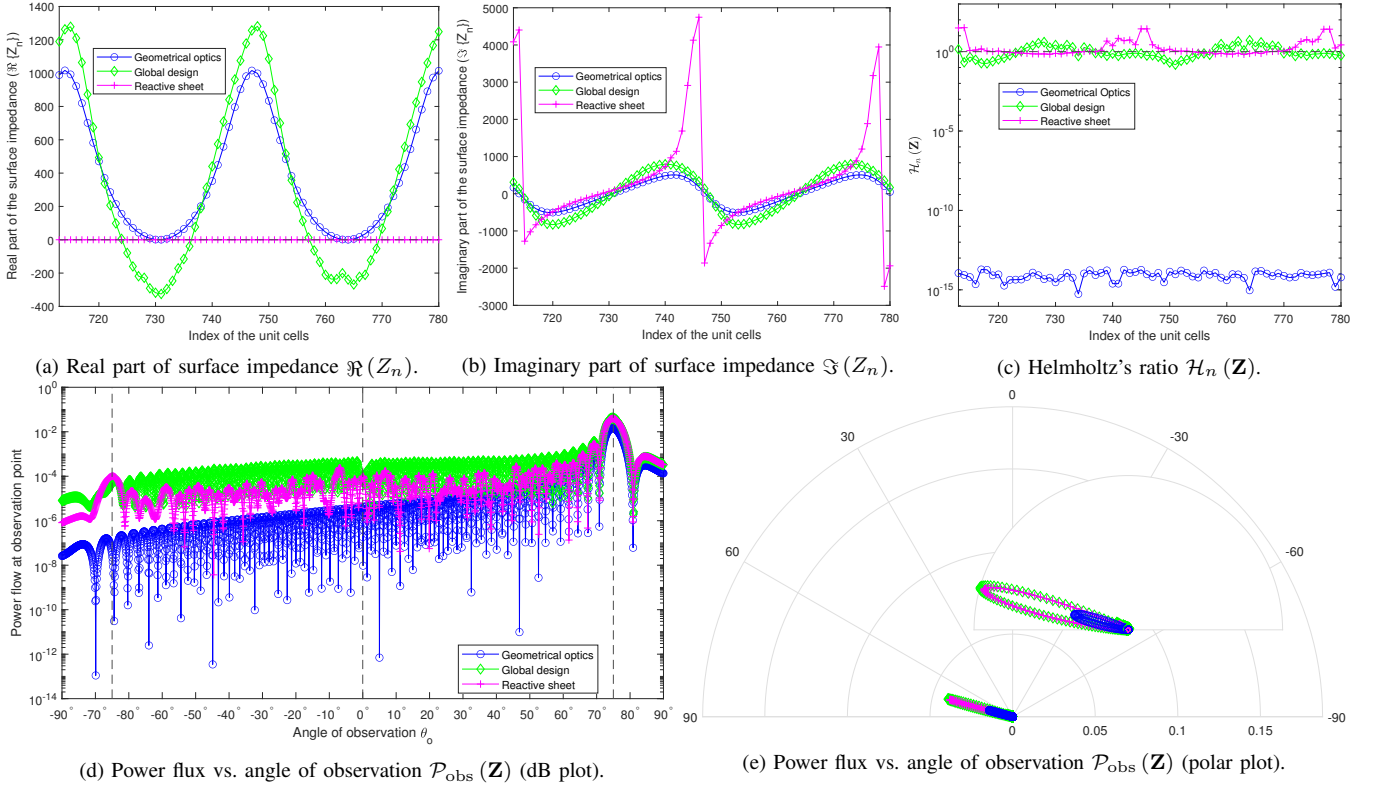 1400
1200
1000
800
600
400
200
0
-200
-400
Real part of the surface impedance (ℜ {Z_n})
Geometrical optics
Global design
Reactive sheet
720 730 740 750 760 770 780
Index of the unit cells
(a) Real part of surface impedance ℜ (Z_n).
5000
4000
3000
2000
1000
0
-1000
-2000
-3000
Imaginary part of the surface impedance (ℑ {Z_n})
Geometrical optics
Global design
Reactive sheet
720 730 740 750 760 770 780
Index of the unit cells
(b) Imaginary part of surface impedance ℑ (Z_n).
10^0
10^-5
10^-10
10^-15
ℋ_n (Z)
Geometrical Optics
Global design
Reactive sheet
720 730 740 750 760 770 780
Index of the unit cells
(c) Helmholtz's ratio ℋ_n (Z).
10^0
10^-2
10^-4
10^-6
10^-8
10^-10
10^-12
10^-14
Power flow at observation point
Geometrical optics
Global design
Reactive sheet
-90° -80° -70° -60° -50° -40° -30° -20° -10° 0° 10° 20° 30° 40° 50° 60° 70° 80° 90°
Angle of observation θ_o
(d) Power flux vs. angle of observation 𝒫_obs (Z) (dB plot).
0
30
-30
60
-60
90
-90
0 0.05 0.1 0.15
(e) Power flux vs. angle of observation 𝒫_obs (Z) (polar plot).